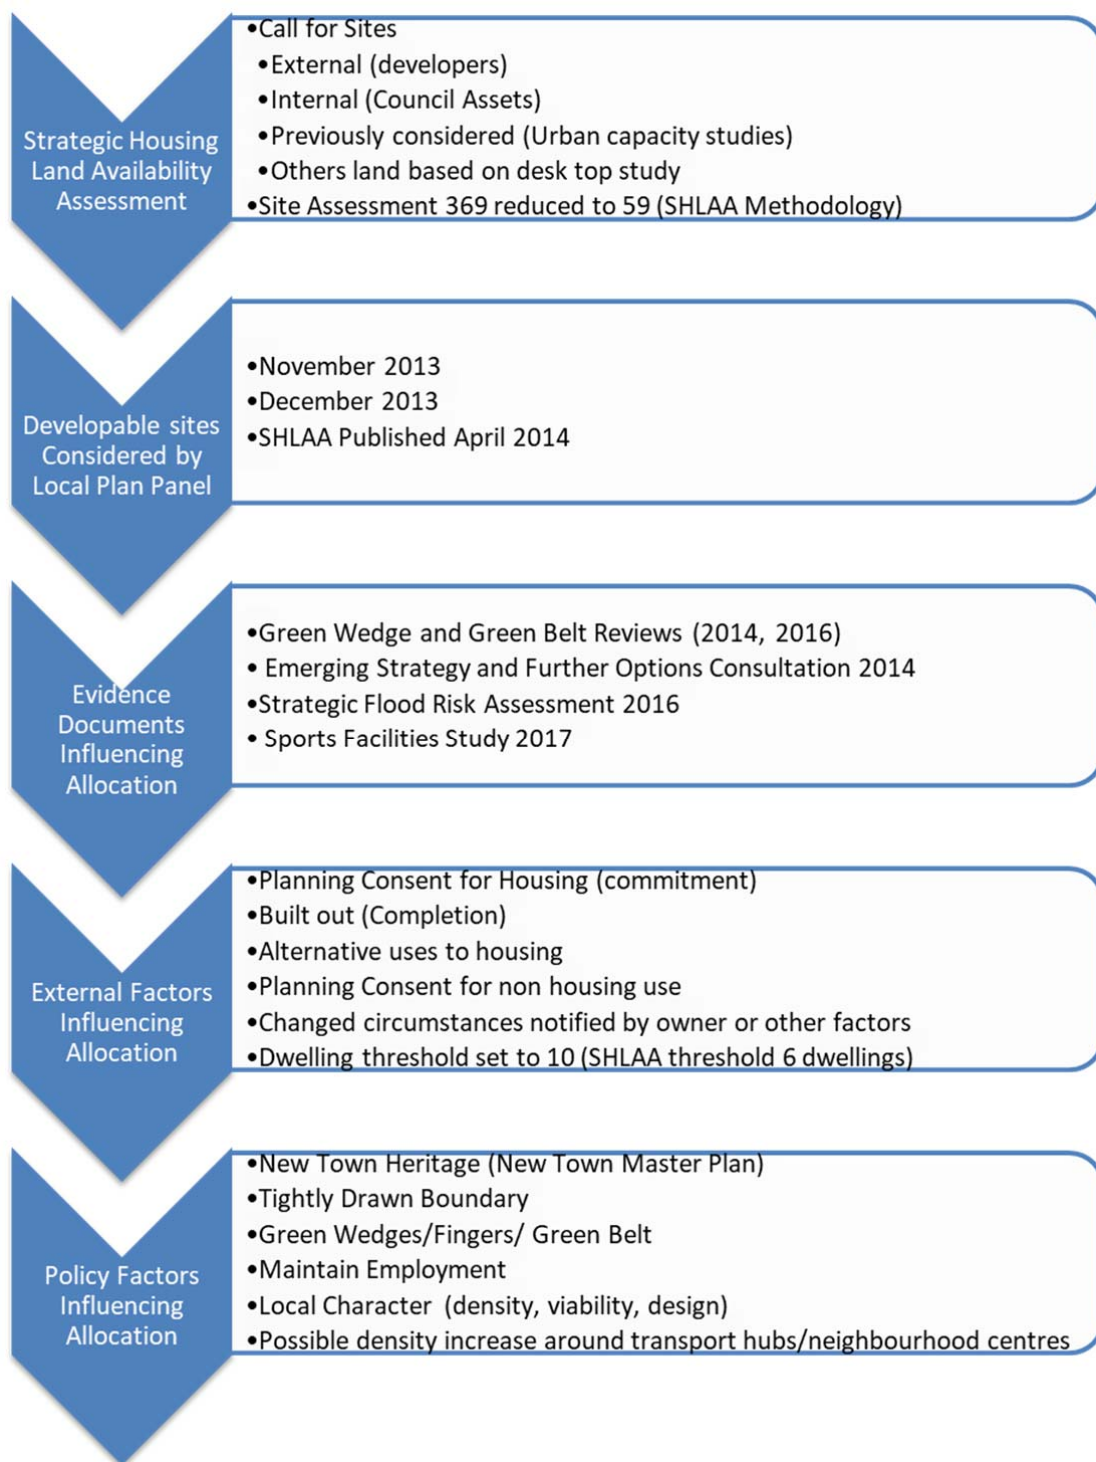 Strategic Housing
Land Availability
Assessment
•Call for Sites
•External (developers)
•Internal (Council Assets)
•Previously considered (Urban capacity studies)
•Others land based on desk top study
•Site Assessment 369 reduced to 59 (SHLAA Methodology)
Developable sites
Considered by
Local Plan Panel
•November 2013
•December 2013
•SHLAA Published April 2014
Evidence
Documents
Influencing
Allocation
•Green Wedge and Green Belt Reviews (2014, 2016)
• Emerging Strategy and Further Options Consultation 2014
•Strategic Flood Risk Assessment 2016
• Sports Facilities Study 2017
External Factors
Influencing
Allocation
•Planning Consent for Housing (commitment)
•Built out (Completion)
•Alternative uses to housing
•Planning Consent for non housing use
•Changed circumstances notified by owner or other factors
•Dwelling threshold set to 10 (SHLAA threshold 6 dwellings)
Policy Factors
Influencing
Allocation
•New Town Heritage (New Town Master Plan)
•Tightly Drawn Boundary
•Green Wedges/Fingers/ Green Belt
•Maintain Employment
•Local Character (density, viability, design)
•Possible density increase around transport hubs/neighbourhood centres